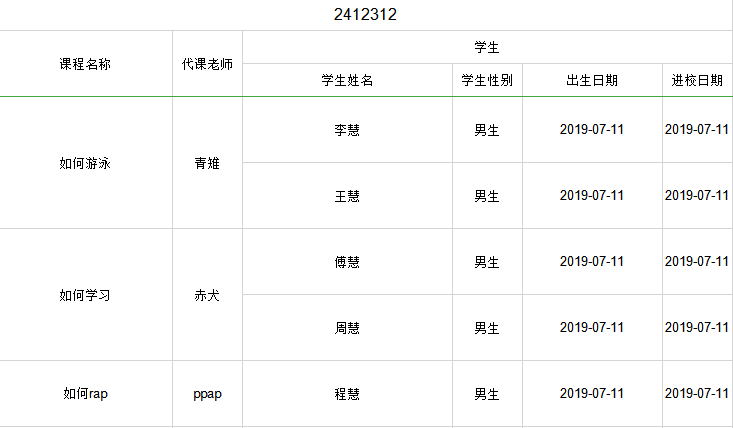 2412312
课程名称 代课老师 学生
学生姓名 学生性别 出生日期 进校日期
如何游泳 青雉 李慧 男生 2019-07-11 2019-07-11
王慧 男生 2019-07-11 2019-07-11
如何学习 赤犬 傅慧 男生 2019-07-11 2019-07-11
周慧 男生 2019-07-11 2019-07-11
如何rap ppap 程慧 男生 2019-07-11 2019-07-11